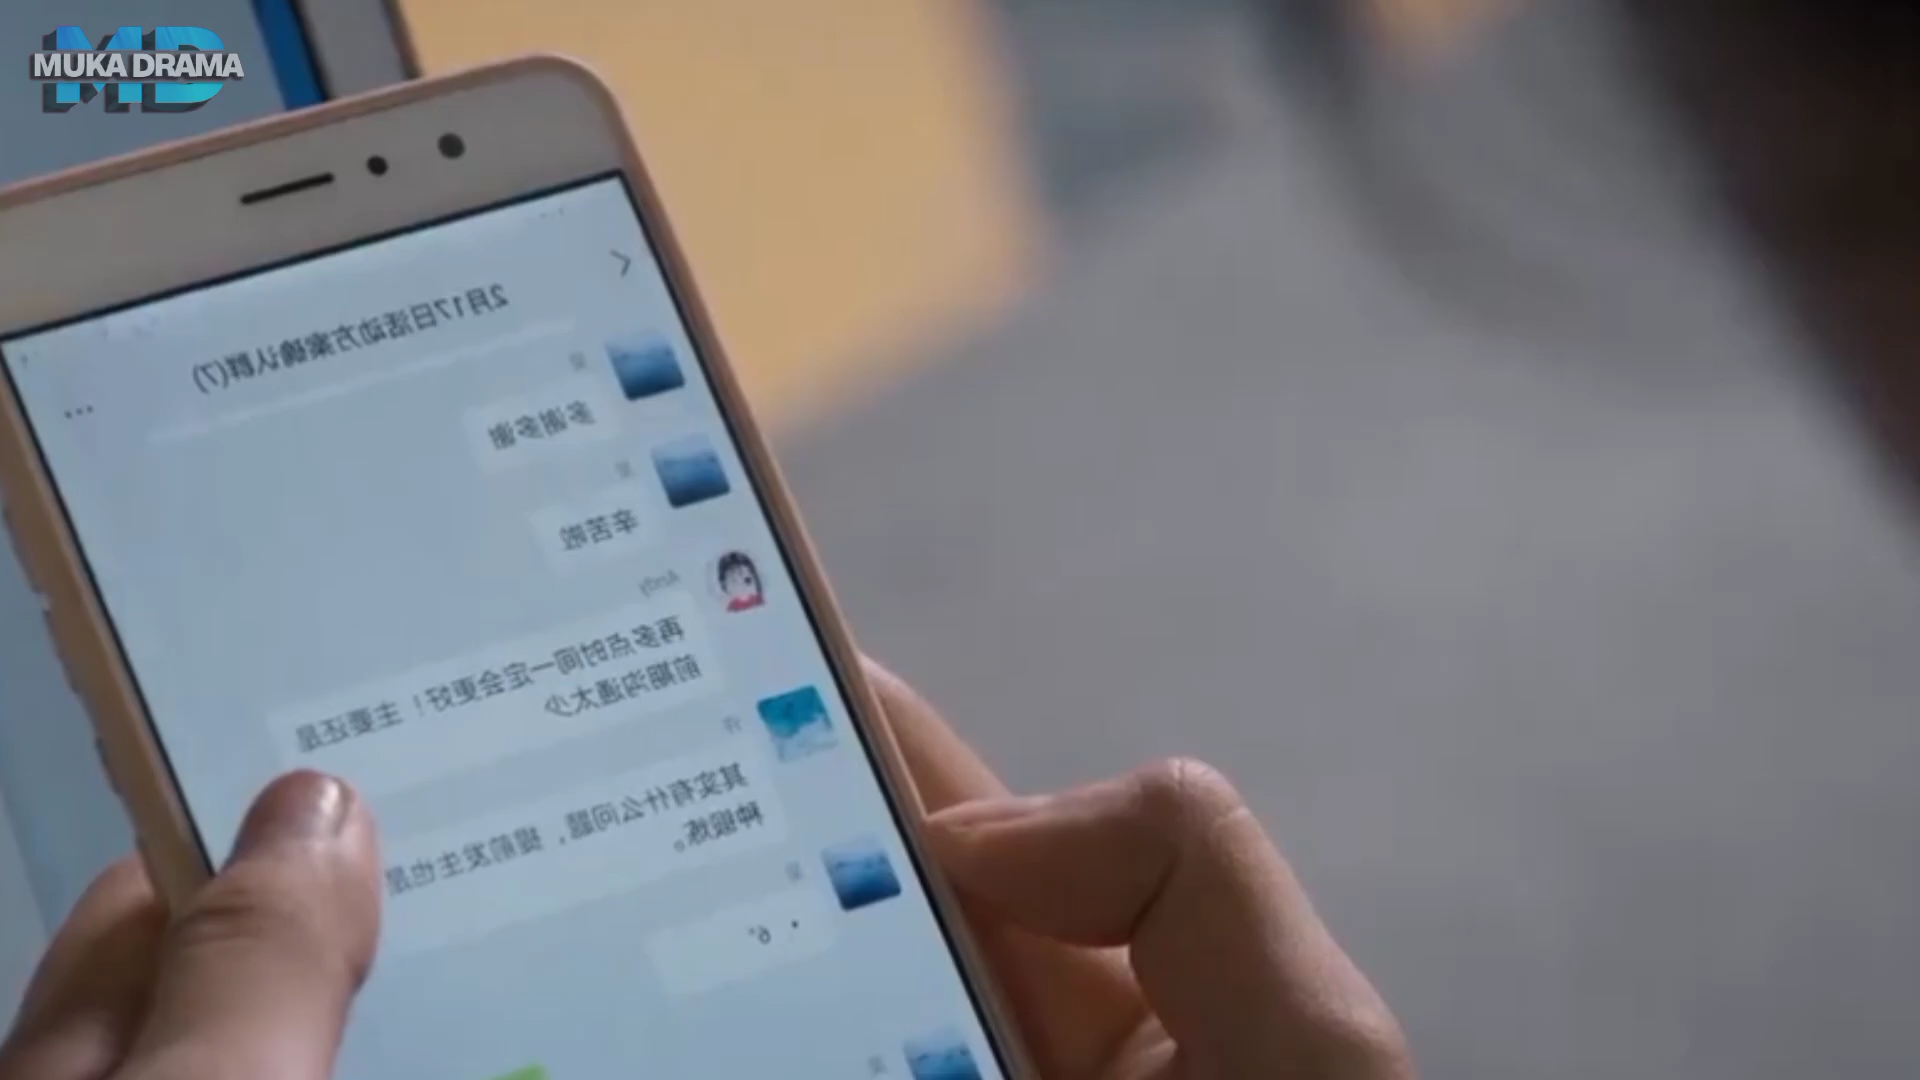 MUKA DRAMA
2月17日活动方案确认群(7)
多谢多谢
辛苦啦
Andy
再多点时间一定会更好！主要还是
前期沟通太少
许
其实有什么问题，提前发生也是
种锻炼。